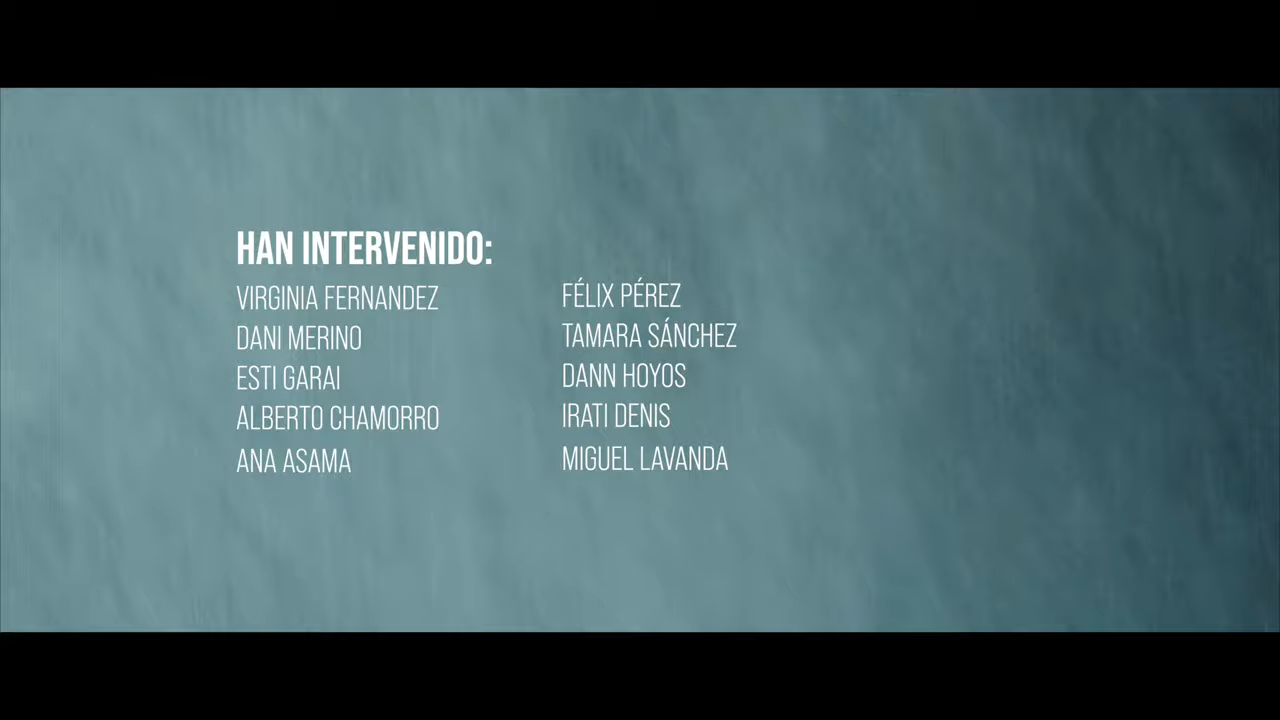 HAN INTERVENIDO:
VIRGINIA FERNANDEZ
DANI MERINO
ESTI GARAI
ALBERTO CHAMORRO
ANA ASAMA
FÉLIX PÉREZ
TAMARA SÁNCHEZ
DANN HOYOS
IRATI DENIS
MIGUEL LAVANDA